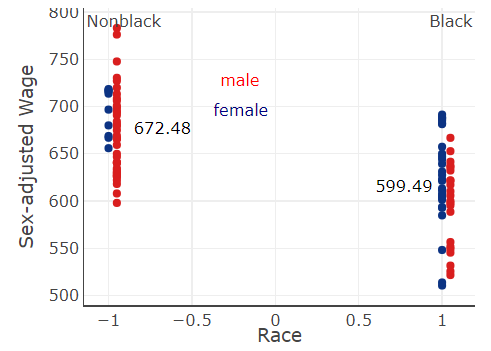 800
Nonblack
Black
male
700
female
672.48
650
600
599.49
550
500
Sex-adjusted Wage
−1
−0.5
0
0.5
1
Race